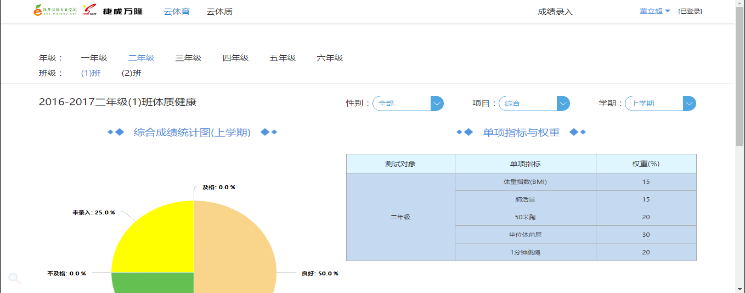 捷威万隆 云体育 云体质 成绩录入 [已登录]
年级： 一年级 二年级 三年级 四年级 五年级 六年级
班级： (1)班 (2)班
2016-2017二年级(1)班体质健康 性别： 全部 项目： 综合 学期： 上学期
综合成绩统计图(上学期) 单项指标与权重
测试对象 单项指标 权重(%)
体重指数(BMI) 15
肺活量 15
二年级 50米跑 20
坐位体前屈 30
1分钟跳绳 20
及格: 0.0 %
未录入: 25.0 %
不及格: 0.0 % 良好: 50.0 %